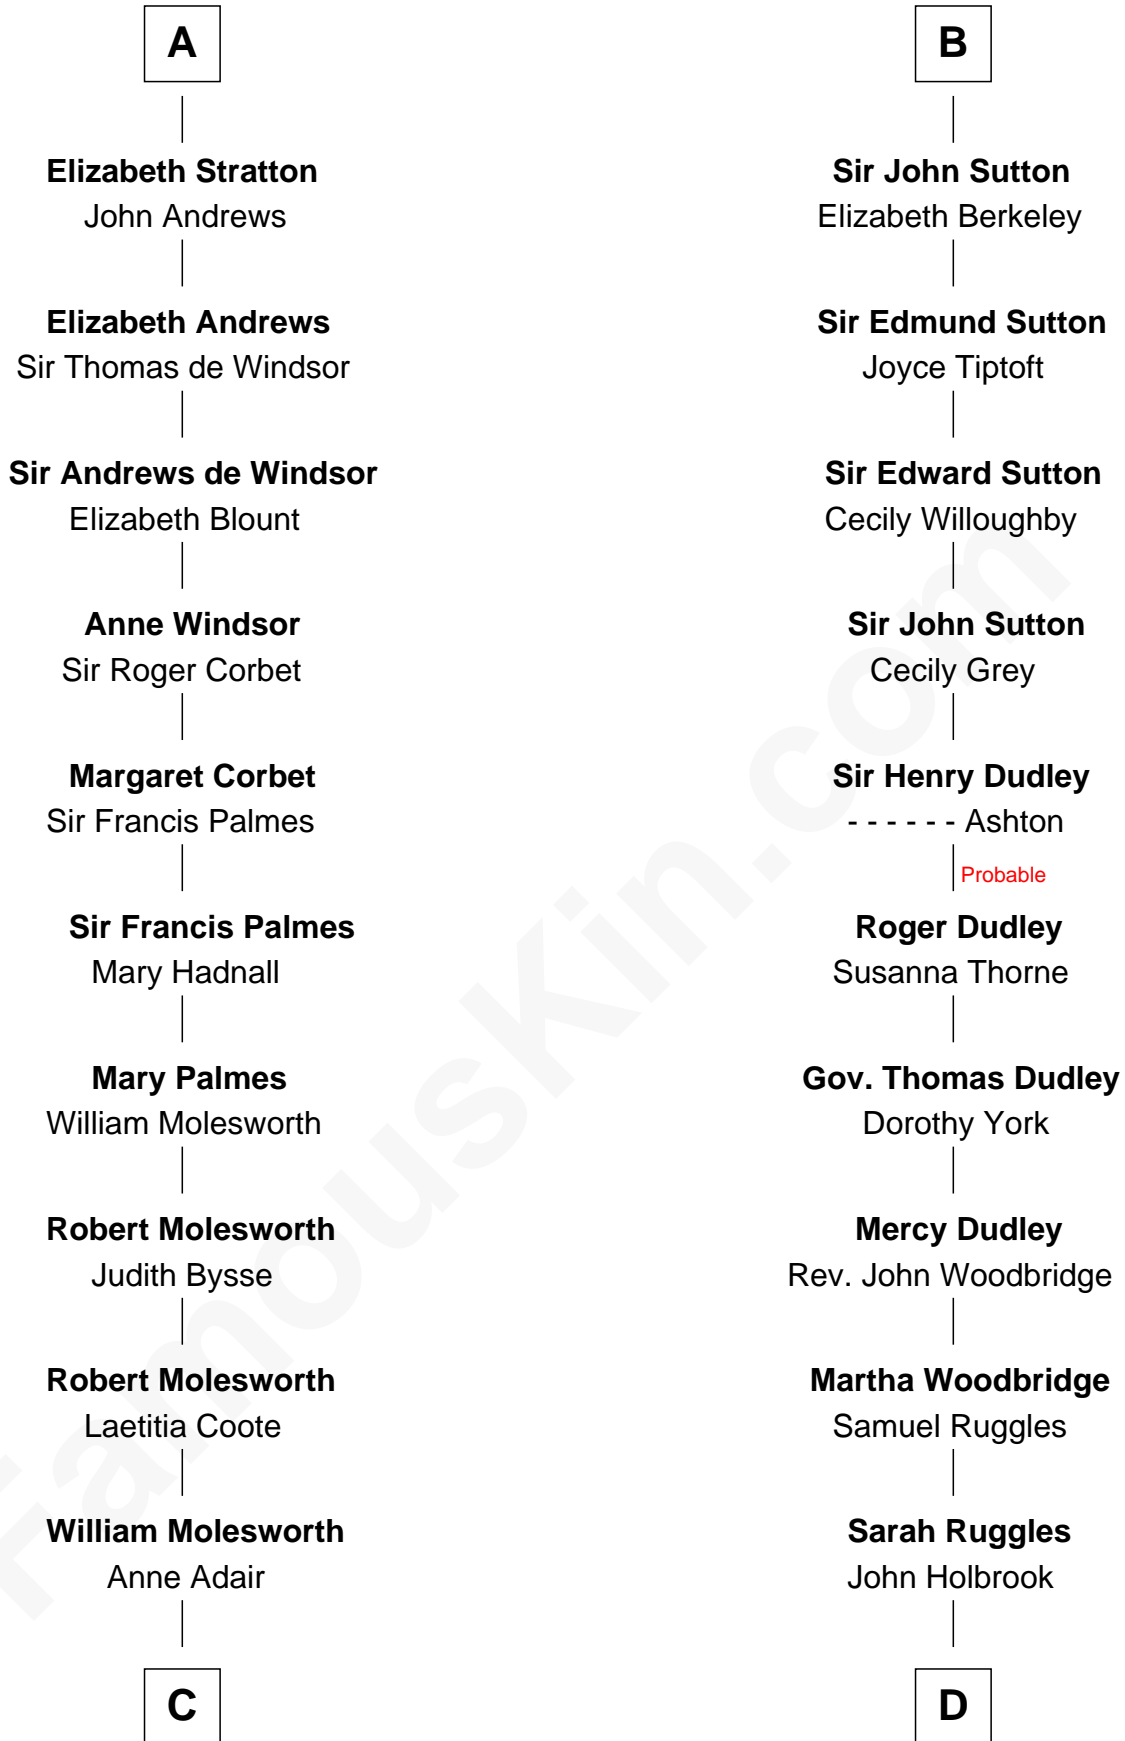 A
Elizabeth Stratton
John Andrews
Elizabeth Andrews
Sir Thomas de Windsor
Sir Andrews de Windsor
Elizabeth Blount
Anne Windsor
Sir Roger Corbet
Margaret Corbet
Sir Francis Palmes
Sir Francis Palmes
Mary Hadnall
Mary Palmes
William Molesworth
Robert Molesworth
Judith Bysse
Robert Molesworth
Laetitia Coote
William Molesworth
Anne Adair
C
B
Sir John Sutton
Elizabeth Berkeley
Sir Edmund Sutton
Joyce Tiptoft
Sir Edward Sutton
Cecily Willoughby
Sir John Sutton
Cecily Grey
Sir Henry Dudley
- - - - - - Ashton
Probable
Roger Dudley
Susanna Thorne
Gov. Thomas Dudley
Dorothy York
Mercy Dudley
Rev. John Woodbridge
Martha Woodbridge
Samuel Ruggles
Sarah Ruggles
John Holbrook
D
FamousKin.com